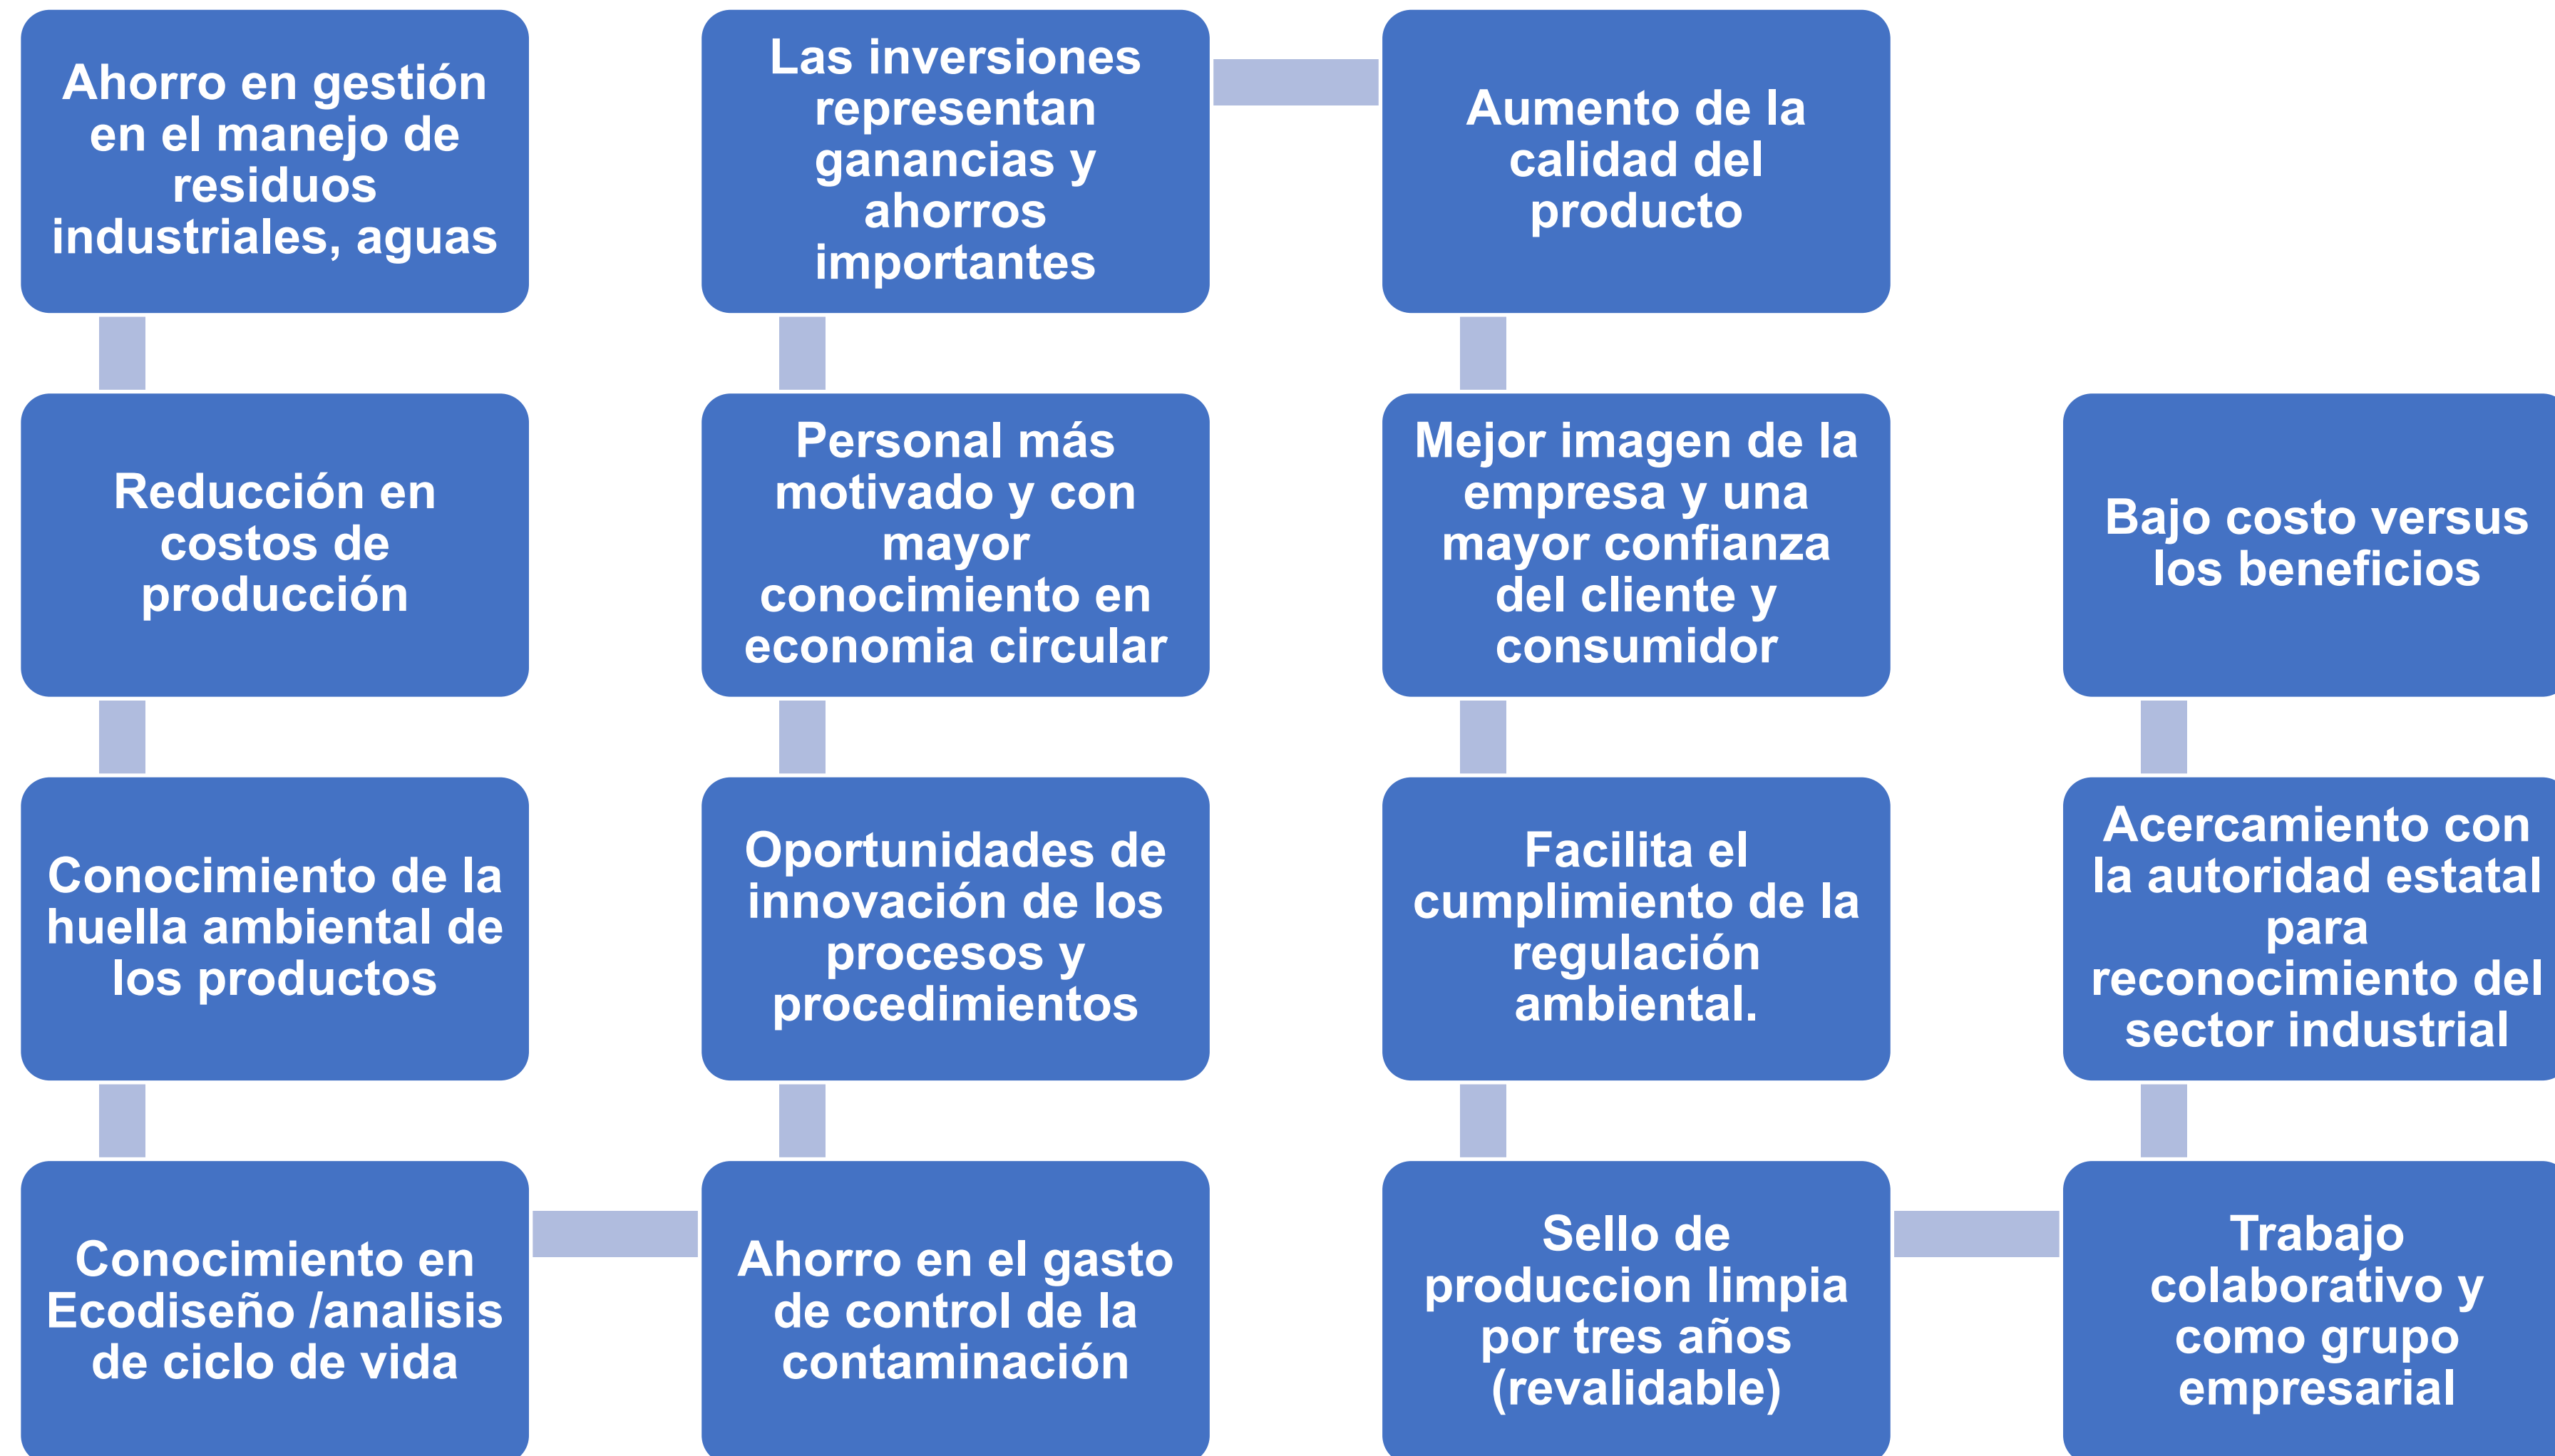 Ahorro en gestión
en el manejo de
residuos
industriales, aguas
Reducción en
costos de
producción
Conocimiento de la
huella ambiental de
los productos
Conocimiento en
Ecodiseño /analisis
de ciclo de vida
Ahorro en el gasto
de control de la
contaminación
Oportunidades de
innovación de los
procesos y
procedimientos
Personal más
motivado y con
mayor
conocimiento en
economia circular
Las inversiones
representan
ganancias y
ahorros
importantes
Aumento de la
calidad del
producto
Mejor imagen de la
empresa y una
mayor confianza
del cliente y
consumidor
Facilita el
cumplimiento de la
regulación
ambiental.
Sello de
produccion limpia
por tres años
(revalidable)
Trabajo
colaborativo y
como grupo
empresarial
Acercamiento con
la autoridad estatal
para
reconocimiento del
sector industrial
Bajo costo versus
los beneficios